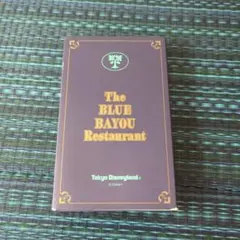 The
BLUE
BAYOU
Restaurant
Tokyo Disneyland